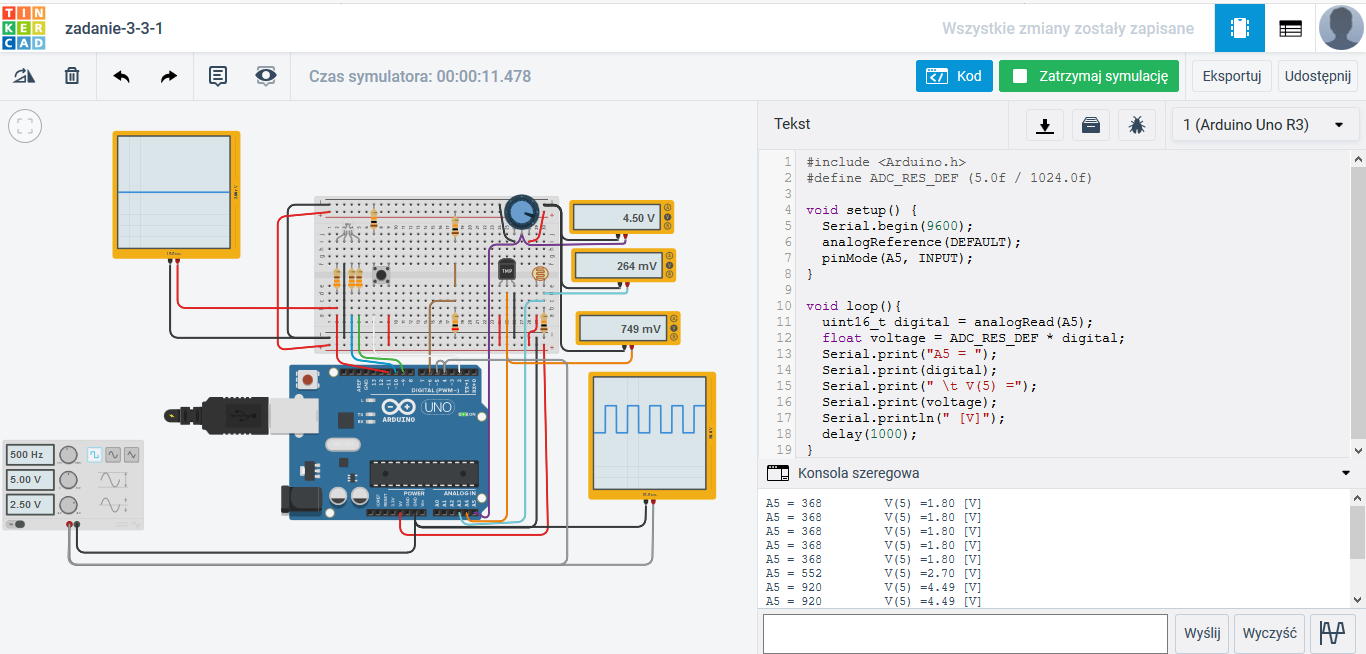 TINKERCAD
zadanie-3-3-1
Wszystkie zmiany zostały zapisane
Czas symulatora: 00:00:11.478
Kod
Zatrzymaj symulację
Eksportuj
Udostępnij
Tekst
1 (Arduino Uno R3)
1 #include <Arduino.h>
2 #define ADC_RES_DEF (5.0f / 1024.0f)
3
4 void setup() {
5 Serial.begin(9600);
6 analogReference(DEFAULT);
7 pinMode(A5, INPUT);
8 }
9
10 void loop(){
11 uint16_t digital = analogRead(A5);
12 float voltage = ADC_RES_DEF * digital;
13 Serial.print("A5 = ");
14 Serial.print(digital);
15 Serial.print(" \t V(5) =");
16 Serial.print(voltage);
17 Serial.println(" [V]");
18 delay(1000);
19 }
Konsola szeregowa
A5 = 368 V(5) =1.80 [V]
A5 = 368 V(5) =1.80 [V]
A5 = 368 V(5) =1.80 [V]
A5 = 368 V(5) =1.80 [V]
A5 = 368 V(5) =1.80 [V]
A5 = 552 V(5) =2.70 [V]
A5 = 920 V(5) =4.49 [V]
A5 = 920 V(5) =4.49 [V]
Wyślij
Wyczyść
4.50 V
264 mV
749 mV
TMP
DIGITAL (PWM~)
UNO
ARDUINO
POWER
ANALOG IN
500 Hz
5.00 V
2.50 V